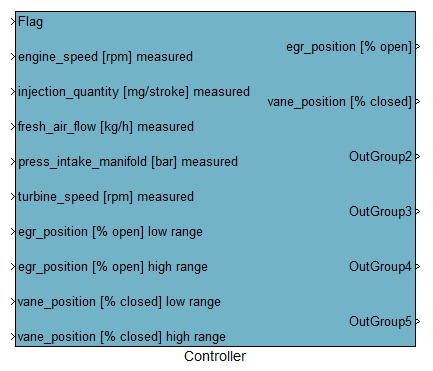 Flag
engine_speed [rpm] measured
injection_quantity [mg/stroke] measured
fresh_air_flow [kg/h] measured
press_intake_manifold [bar] measured
turbine_speed [rpm] measured
egr_position [% open] low range
egr_position [% open] high range
vane_position [% closed] low range
vane_position [% closed] high range
egr_position [% open]
vane_position [% closed]
OutGroup2
OutGroup3
OutGroup4
OutGroup5
Controller